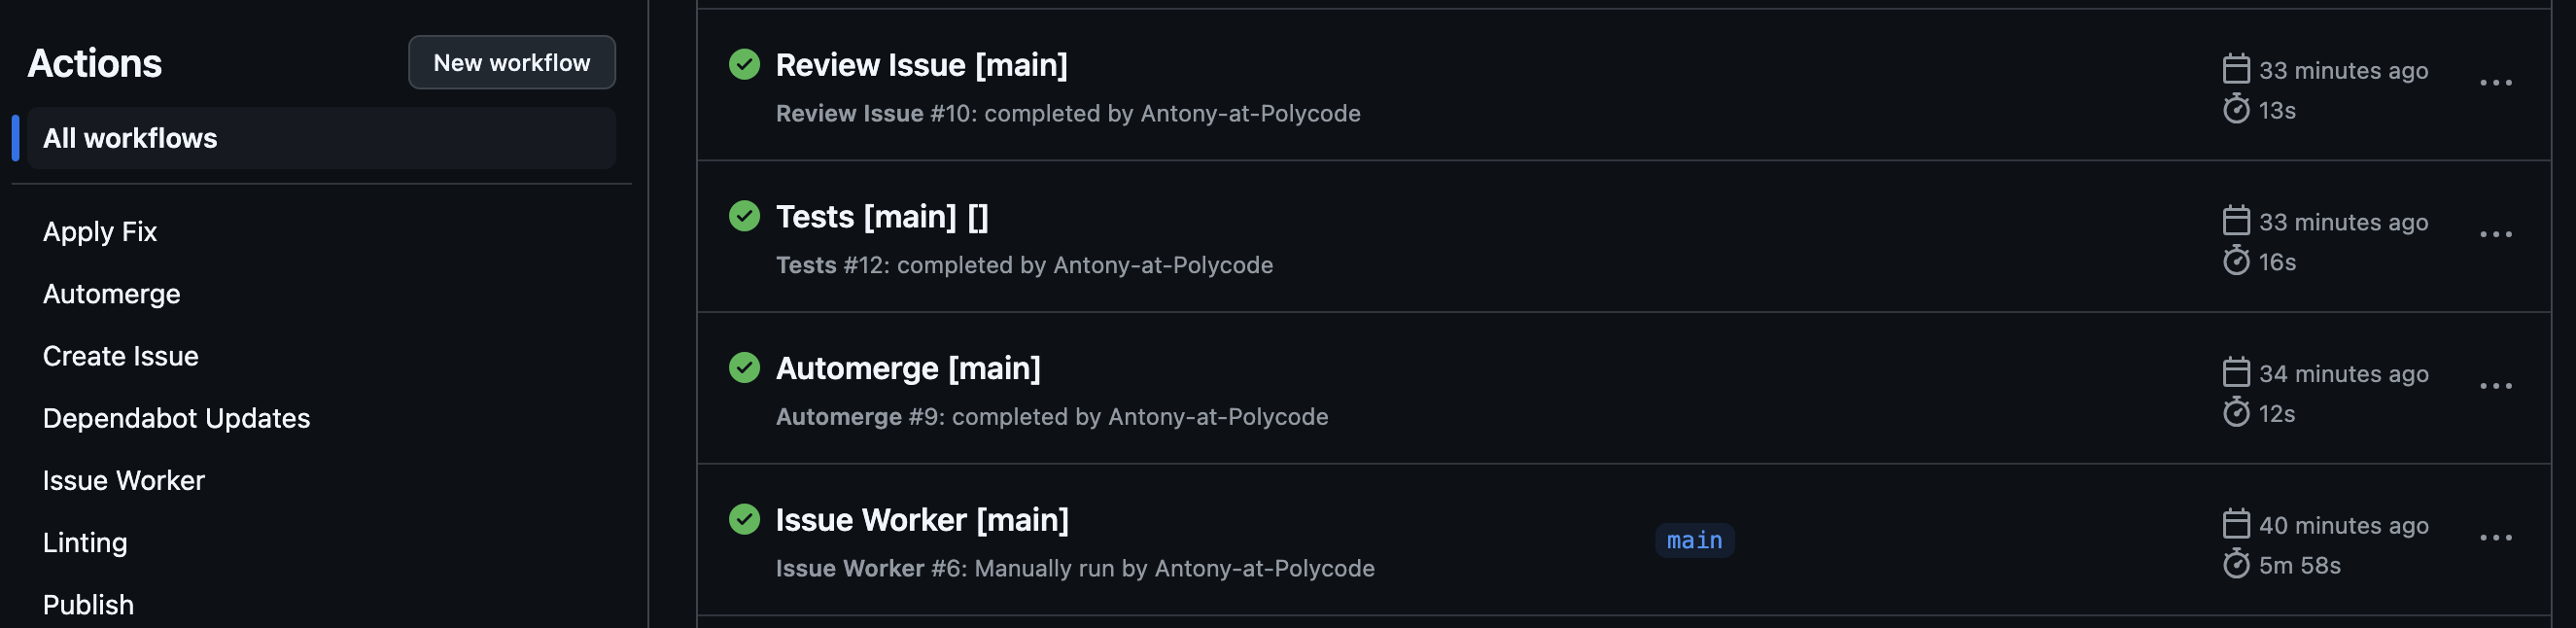 Actions
New workflow
All workflows
Apply Fix
Automerge
Create Issue
Dependabot Updates
Issue Worker
Linting
Publish
Review Issue [main]
Review Issue #10: completed by Antony-at-Polycode
33 minutes ago
13s
Tests [main] []
Tests #12: completed by Antony-at-Polycode
33 minutes ago
16s
Automerge [main]
Automerge #9: completed by Antony-at-Polycode
34 minutes ago
12s
Issue Worker [main]
Issue Worker #6: Manually run by Antony-at-Polycode
main
40 minutes ago
5m 58s